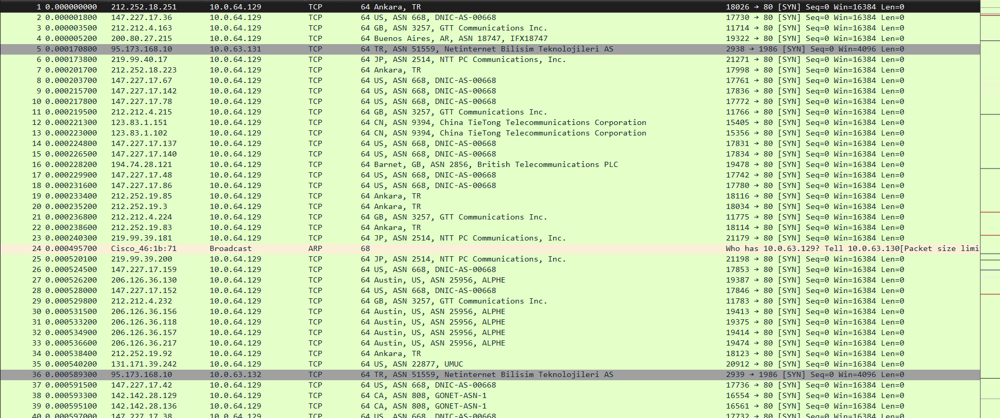 1 0.000000000 212.252.18.251 10.0.64.129 TCP 64 Ankara, TR 18026 → 80 [SYN] Seq=0 Win=16384 Len=0
2 0.000001800 147.227.17.36 10.0.64.129 TCP 64 US, ASN 668, DNIC-AS-00668 17730 → 80 [SYN] Seq=0 Win=16384 Len=0
3 0.000003500 212.212.4.163 10.0.64.129 TCP 64 GB, ASN 3257, GTT Communications Inc. 11714 → 80 [SYN] Seq=0 Win=16384 Len=0
4 0.000005200 200.80.27.215 10.0.64.129 TCP 64 Buenos Aires, AR, ASN 18747, IFX18747 19322 → 80 [SYN] Seq=0 Win=16384 Len=0
5 0.000170800 95.173.168.10 10.0.63.131 TCP 64 TR, ASN 51559, Netinternet Bilisim Teknolojileri AS 2938 → 1986 [SYN] Seq=0 Win=4096 Len=0
6 0.000173800 219.99.40.17 10.0.64.129 TCP 64 JP, ASN 2514, NTT PC Communications, Inc. 21271 → 80 [SYN] Seq=0 Win=16384 Len=0
7 0.000201700 212.252.18.223 10.0.64.129 TCP 64 Ankara, TR 17998 → 80 [SYN] Seq=0 Win=16384 Len=0
8 0.000203700 147.227.17.67 10.0.64.129 TCP 64 US, ASN 668, DNIC-AS-00668 17761 → 80 [SYN] Seq=0 Win=16384 Len=0
9 0.000215700 147.227.17.142 10.0.64.129 TCP 64 US, ASN 668, DNIC-AS-00668 17836 → 80 [SYN] Seq=0 Win=16384 Len=0
10 0.000217800 147.227.17.78 10.0.64.129 TCP 64 US, ASN 668, DNIC-AS-00668 17772 → 80 [SYN] Seq=0 Win=16384 Len=0
11 0.000219500 212.212.4.215 10.0.64.129 TCP 64 GB, ASN 3257, GTT Communications Inc. 11766 → 80 [SYN] Seq=0 Win=16384 Len=0
12 0.000221300 123.83.1.151 10.0.64.129 TCP 64 CN, ASN 9394, China TieTong Telecommunications Corporation 15405 → 80 [SYN] Seq=0 Win=16384 Len=0
13 0.000223000 123.83.1.102 10.0.64.129 TCP 64 CN, ASN 9394, China TieTong Telecommunications Corporation 15356 → 80 [SYN] Seq=0 Win=16384 Len=0
14 0.000224800 147.227.17.137 10.0.64.129 TCP 64 US, ASN 668, DNIC-AS-00668 17831 → 80 [SYN] Seq=0 Win=16384 Len=0
15 0.000226500 147.227.17.140 10.0.64.129 TCP 64 US, ASN 668, DNIC-AS-00668 17834 → 80 [SYN] Seq=0 Win=16384 Len=0
16 0.000228200 194.74.28.121 10.0.64.129 TCP 64 Barnet, GB, ASN 2856, British Telecommunications PLC 19478 → 80 [SYN] Seq=0 Win=16384 Len=0
17 0.000229900 147.227.17.48 10.0.64.129 TCP 64 US, ASN 668, DNIC-AS-00668 17742 → 80 [SYN] Seq=0 Win=16384 Len=0
18 0.000231600 147.227.17.86 10.0.64.129 TCP 64 US, ASN 668, DNIC-AS-00668 17780 → 80 [SYN] Seq=0 Win=16384 Len=0
19 0.000233400 212.252.19.85 10.0.64.129 TCP 64 Ankara, TR 18116 → 80 [SYN] Seq=0 Win=16384 Len=0
20 0.000235200 212.252.19.3 10.0.64.129 TCP 64 Ankara, TR 18034 → 80 [SYN] Seq=0 Win=16384 Len=0
21 0.000236800 212.212.4.224 10.0.64.129 TCP 64 GB, ASN 3257, GTT Communications Inc. 11775 → 80 [SYN] Seq=0 Win=16384 Len=0
22 0.000238600 212.252.19.83 10.0.64.129 TCP 64 Ankara, TR 18114 → 80 [SYN] Seq=0 Win=16384 Len=0
23 0.000240300 219.99.39.181 10.0.64.129 TCP 64 JP, ASN 2514, NTT PC Communications, Inc. 21179 → 80 [SYN] Seq=0 Win=16384 Len=0
24 0.000495700 Cisco_46:1b:71 Broadcast ARP 68 Who has 10.0.63.129? Tell 10.0.63.130[Packet size limi
25 0.000520100 219.99.39.200 10.0.64.129 TCP 64 JP, ASN 2514, NTT PC Communications, Inc. 21198 → 80 [SYN] Seq=0 Win=16384 Len=0
26 0.000524500 147.227.17.159 10.0.64.129 TCP 64 US, ASN 668, DNIC-AS-00668 17853 → 80 [SYN] Seq=0 Win=16384 Len=0
27 0.000526200 206.126.36.130 10.0.64.129 TCP 64 Austin, US, ASN 25956, ALPHE 19387 → 80 [SYN] Seq=0 Win=16384 Len=0
28 0.000528000 147.227.17.152 10.0.64.129 TCP 64 US, ASN 668, DNIC-AS-00668 17846 → 80 [SYN] Seq=0 Win=16384 Len=0
29 0.000529800 212.212.4.232 10.0.64.129 TCP 64 GB, ASN 3257, GTT Communications Inc. 11783 → 80 [SYN] Seq=0 Win=16384 Len=0
30 0.000531500 206.126.36.156 10.0.64.129 TCP 64 Austin, US, ASN 25956, ALPHE 19413 → 80 [SYN] Seq=0 Win=16384 Len=0
31 0.000533200 206.126.36.118 10.0.64.129 TCP 64 Austin, US, ASN 25956, ALPHE 19375 → 80 [SYN] Seq=0 Win=16384 Len=0
32 0.000534900 206.126.36.157 10.0.64.129 TCP 64 Austin, US, ASN 25956, ALPHE 19414 → 80 [SYN] Seq=0 Win=16384 Len=0
33 0.000536600 206.126.36.217 10.0.64.129 TCP 64 Austin, US, ASN 25956, ALPHE 19474 → 80 [SYN] Seq=0 Win=16384 Len=0
34 0.000538400 212.252.19.92 10.0.64.129 TCP 64 Ankara, TR 18123 → 80 [SYN] Seq=0 Win=16384 Len=0
35 0.000540200 131.171.39.242 10.0.64.129 TCP 64 US, ASN 22877, UMUC 20912 → 80 [SYN] Seq=0 Win=16384 Len=0
36 0.000589300 95.173.168.10 10.0.63.132 TCP 64 TR, ASN 51559, Netinternet Bilisim Teknolojileri AS 2939 → 1986 [SYN] Seq=0 Win=4096 Len=0
37 0.000591500 147.227.17.42 10.0.64.129 TCP 64 US, ASN 668, DNIC-AS-00668 17736 → 80 [SYN] Seq=0 Win=16384 Len=0
38 0.000593300 142.142.28.129 10.0.64.129 TCP 64 CA, ASN 808, GONET-ASN-1 16554 → 80 [SYN] Seq=0 Win=16384 Len=0
39 0.000595100 142.142.28.136 10.0.64.129 TCP 64 CA, ASN 808, GONET-ASN-1 16561 → 80 [SYN] Seq=0 Win=16384 Len=0
40 0.000597000 147.227.17.38 10.0.64.129 TCP 64 US, ASN 668, DNIC-AS-00668 17732 → 80 [SYN] Seq=0 Win=16384 Len=0